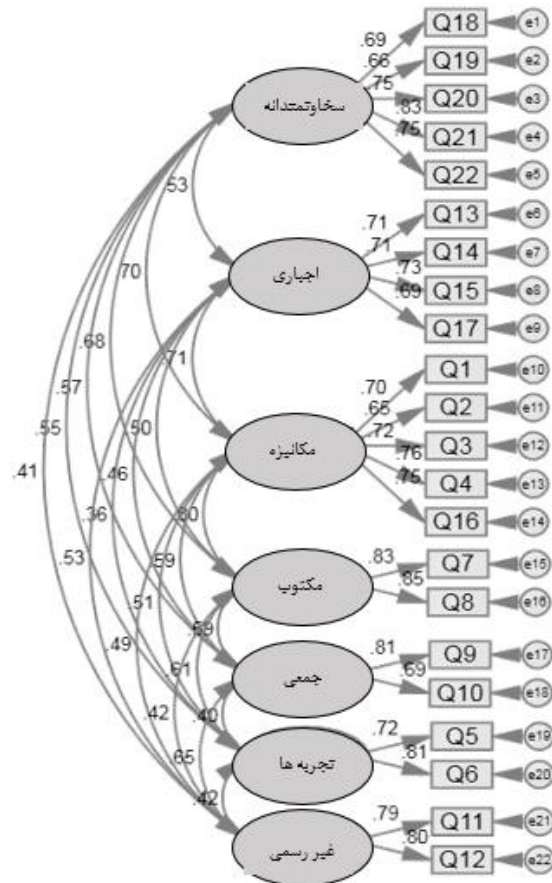 .69
Q18
e1
.66
Q19
e2
.75
Q20
e3
.83
Q21
e4
.75
Q22
e5
سخاوتمتدانه
.53
.71
Q13
e6
.71
Q14
e7
.73
Q15
e8
.69
Q17
e9
اجباری
.70
.71
.70
Q1
e10
.65
Q2
e11
.72
Q3
e12
.76
Q4
e13
.75
Q16
e14
مکانیزه
.68
.57
.50
.55
.46
.41
.36
.80
.53
.59
.51
.83
Q7
e15
.85
Q8
e16
مکتوب
.59
.49
.61
.81
Q9
e17
.69
Q10
e18
جمعی
.42
.40
.72
Q5
e19
.81
Q6
e20
تجربه ها
.65
.42
.79
Q11
e21
.80
Q12
e22
غیر رسمی